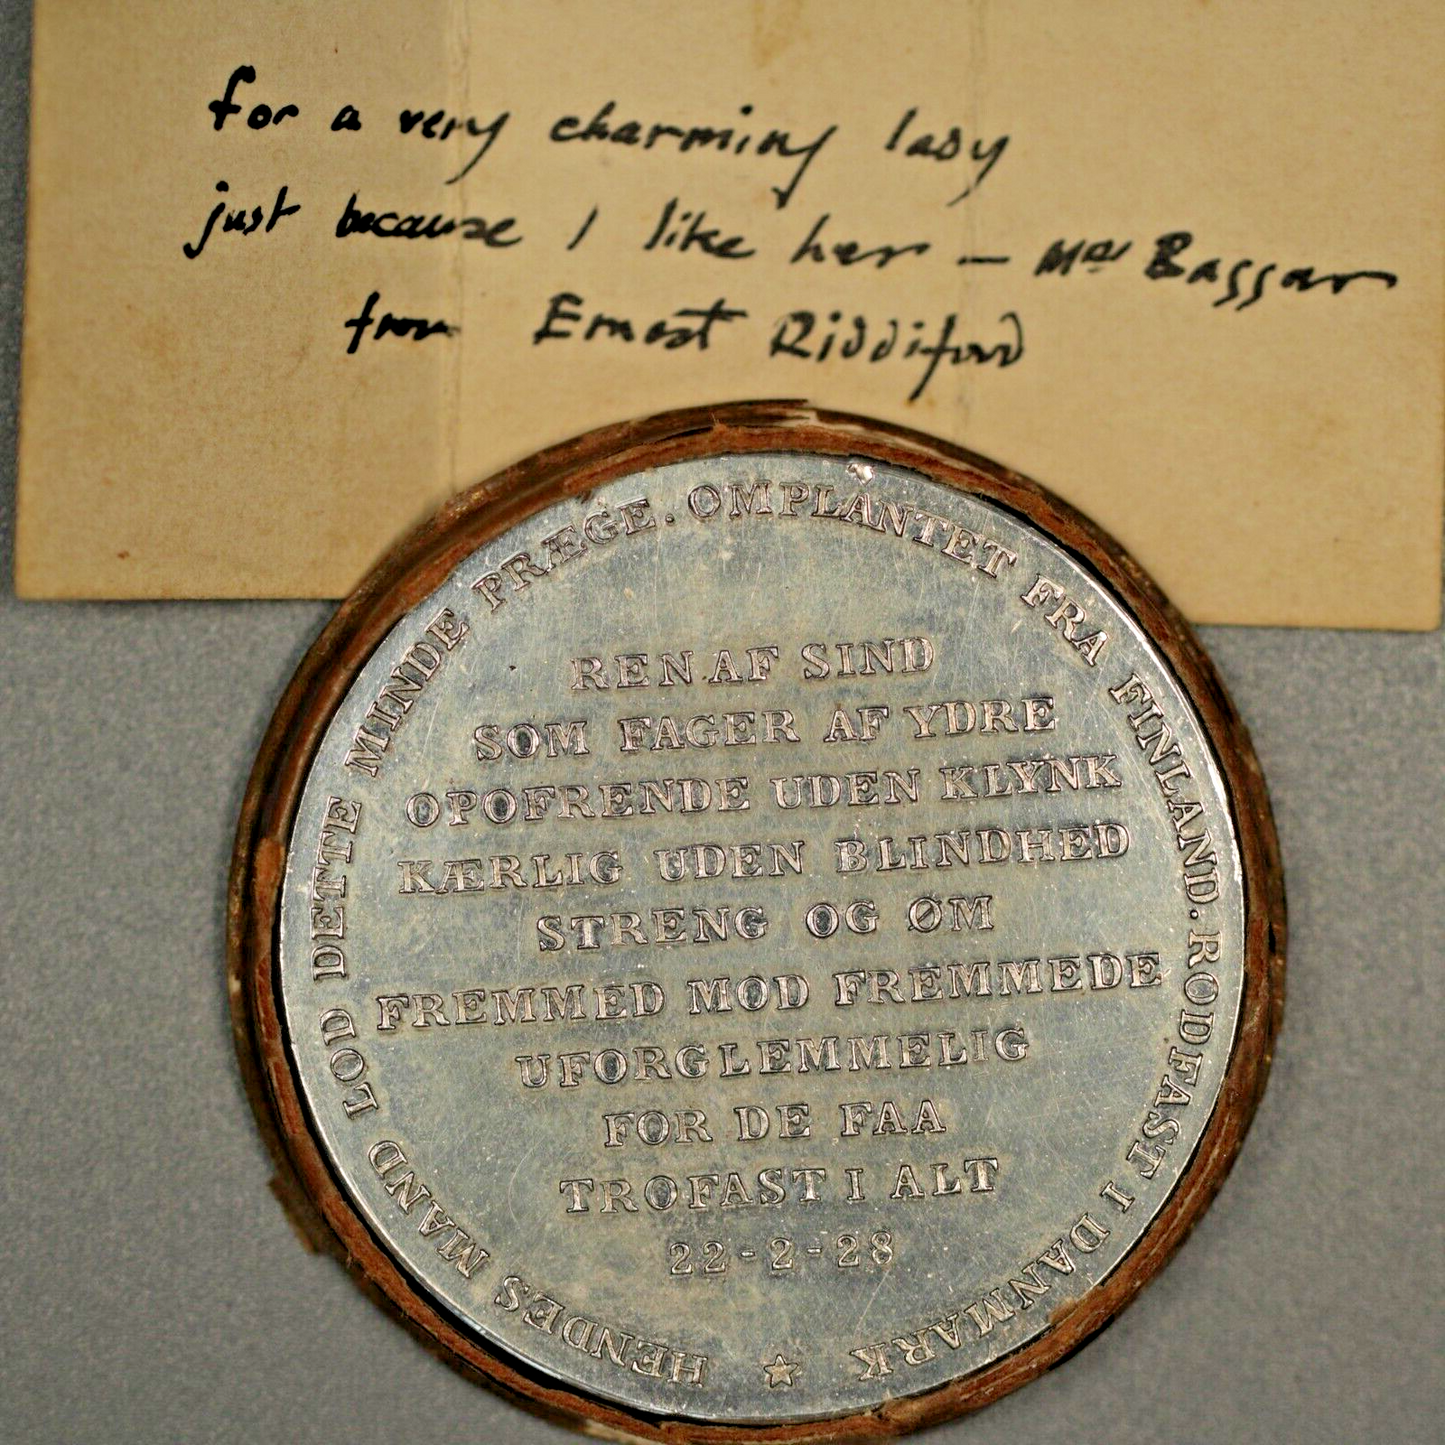 for a very charming lady
just because I like her — Mrs Bassar
from Ernest Riddiford
HENDES MAND LOD DETTE MINDE PRÆGE. OMPLANTET FRA FINLAND. RODFAST I DANMARK
REN AF SIND
SOM FAGER AF YDRE
OPOFRENDE UDEN KLYNK
KÆRLIG UDEN BLINDHED
STRENG OG ØM
FREMMED MOD FREMMEDE
UFORGLEMMELIG
FOR DE FAA
TROFAST I ALT
22-2-28